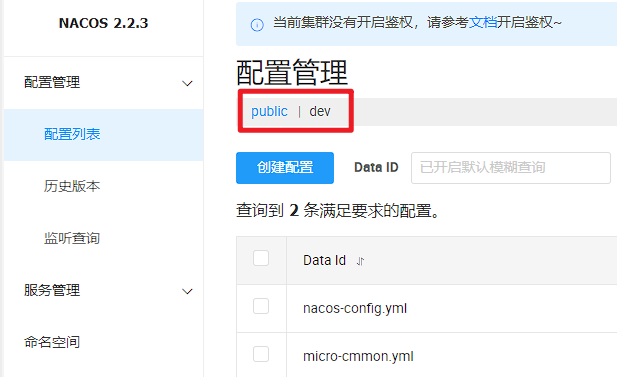 NACOS 2.2.3
配置管理
配置列表
历史版本
监听查询
服务管理
命名空间
当前集群没有开启鉴权，请参考文档开启鉴权~
配置管理
public | dev
创建配置 Data ID 已开启默认模糊查询
查询到 2 条满足要求的配置。
Data Id
nacos-config.yml
micro-cmmon.yml